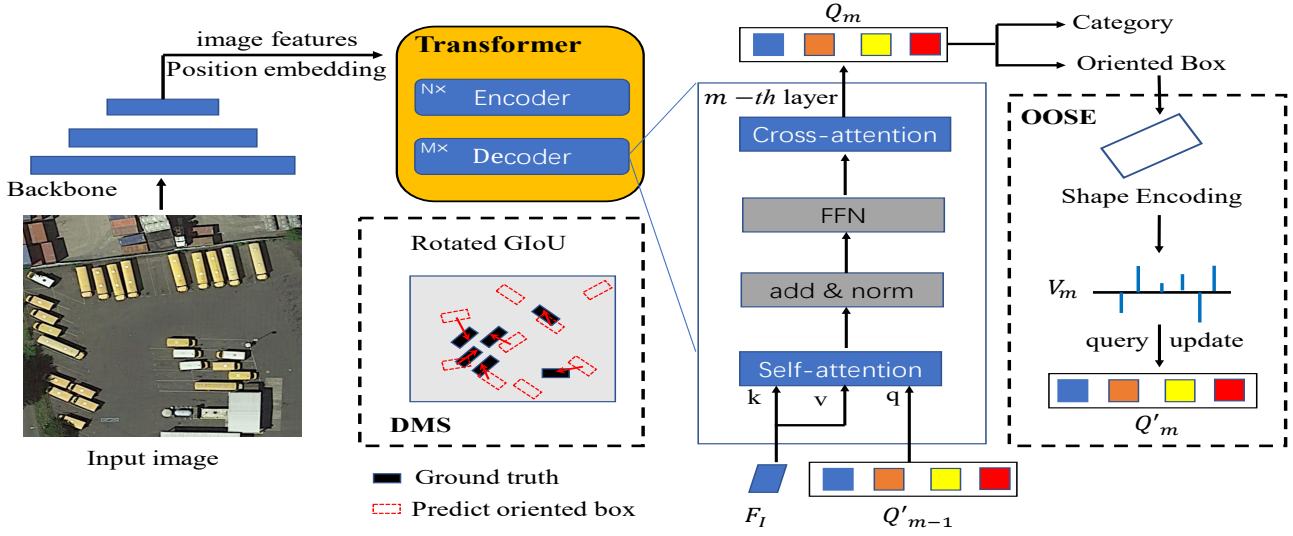 image features
Position embedding
Backbone
Input image
Transformer
N× Encoder
M× Decoder
Rotated GIoU
DMS
Ground truth
Predict oriented box
Q_m
m −th layer
Cross-attention
FFN
add & norm
Self-attention
k v q
F_I
Q'_{m−1}
Category
Oriented Box
OOSE
Shape Encoding
V_m
query update
Q'_m